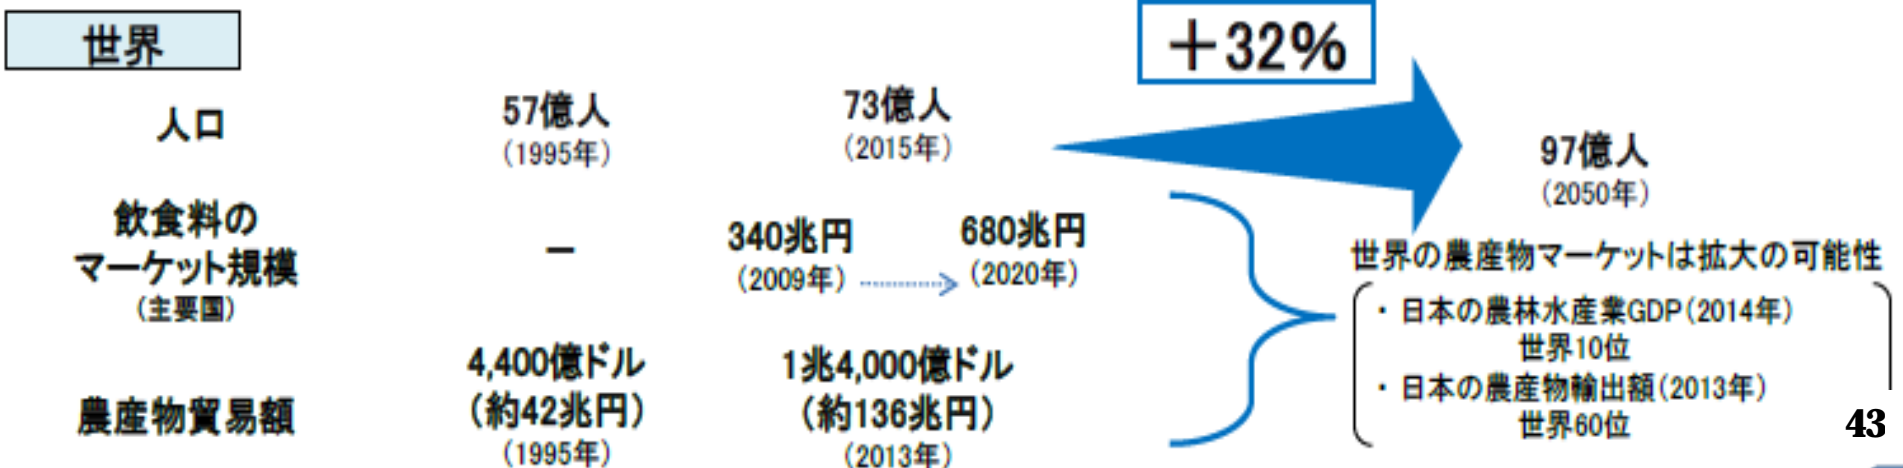 世界
+32%
人口
57億人
(1995年)
73億人
(2015年)
97億人
(2050年)
飲食料の
マーケット規模
(主要国)
－
340兆円
(2009年)
680兆円
(2020年)
農産物貿易額
4,400億ドル
(約42兆円)
(1995年)
1兆4,000億ドル
(約136兆円)
(2013年)
世界の農産物マーケットは拡大の可能性
・日本の農林水産業GDP(2014年)
世界10位
・日本の農産物輸出額(2013年)
世界60位
43